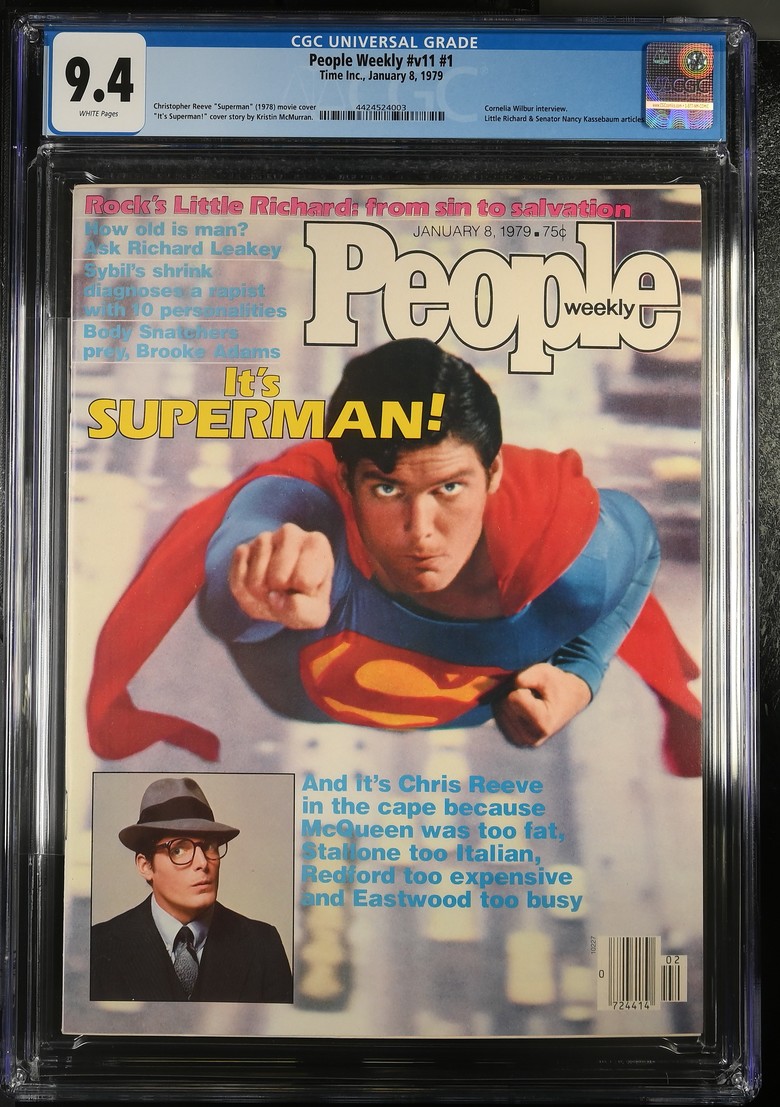 CGC UNIVERSAL GRADE
9.4
WHITE Pages
People Weekly #v11 #1
Time Inc., January 8, 1979
Christopher Reeve "Superman" (1978) movie cover
"It's Superman!" cover story by Kristin McMurran.
4424524003
Cornelia Wilbur interview.
Little Richard & Senator Nancy Kassebaum articles
CGC
Rock's Little Richard: from sin to salvation
How old is man?
Ask Richard Leakey
Sybil's shrink
diagnoses a rapist
with 10 personalities
Body Snatchers
prey, Brooke Adams
JANUARY 8, 1979 ■ 75¢
People
weekly
It's
SUPERMAN!
And it's Chris Reeve
in the cape because
McQueen was too fat,
Stallone too Italian,
Redford too expensive
and Eastwood too busy
10227
02
0
724414